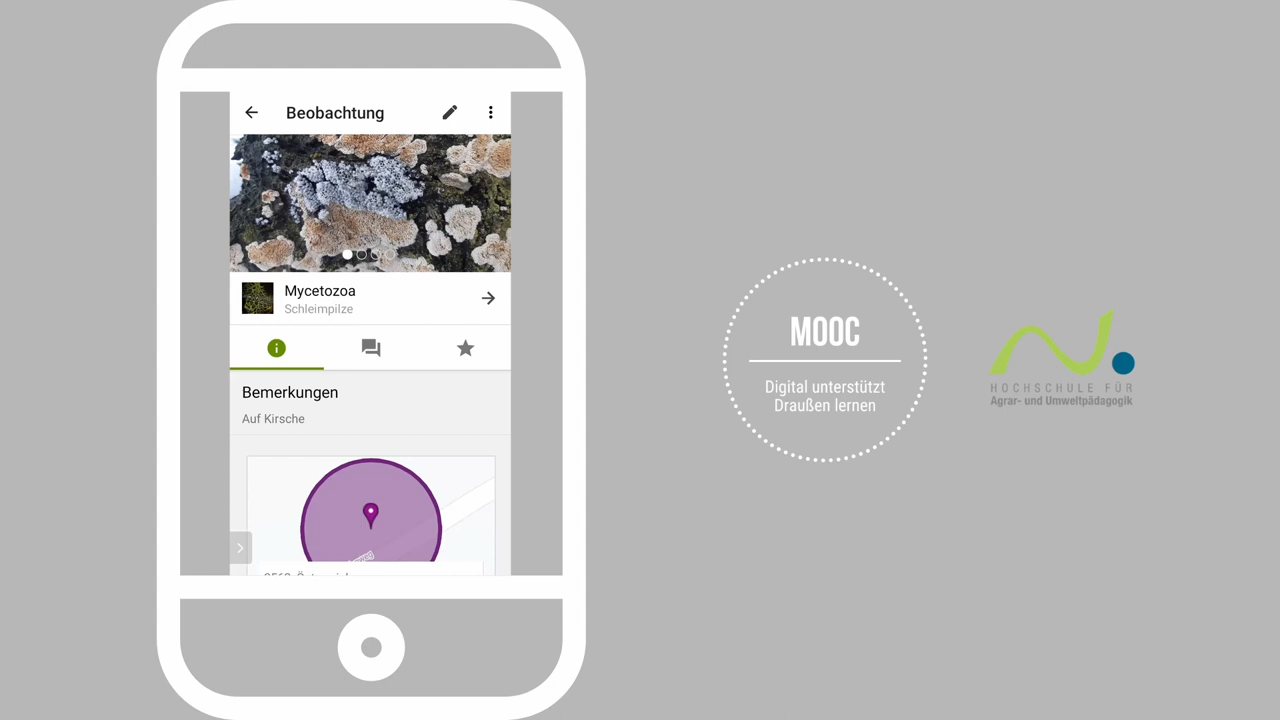 Beobachtung
Mycetozoa
Schleimpilze
Bemerkungen
Auf Kirsche
MOOC
Digital unterstützt
Draußen lernen
HOCHSCHULE FÜR
Agrar- und Umweltpädagogik